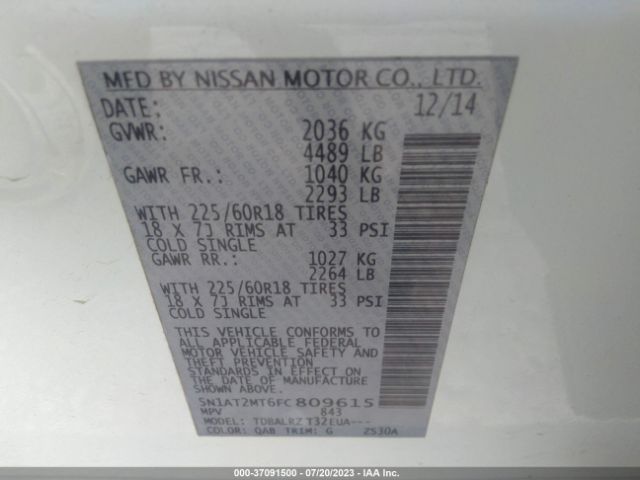 MFD BY NISSAN MOTOR CO., LTD.
DATE: 12/14
GVWR: 2036 KG
4489 LB
GAWR FR.: 1040 KG
2293 LB
WITH 225/60R18 TIRES
18 X 7J RIMS AT 33 PSI
COLD SINGLE
GAWR RR.: 1027 KG
2264 LB
WITH 225/60R18 TIRES
18 X 7J RIMS AT 33 PSI
COLD SINGLE
THIS VEHICLE CONFORMS TO
ALL APPLICABLE FEDERAL
MOTOR VEHICLE SAFETY AND
THEFT PREVENTION
STANDARDS IN EFFECT ON
THE DATE OF MANUFACTURE
SHOWN ABOVE.
5N1AT2MT6FC809615
MPV 843
MODEL: TDBALRZ T32EUA---
COLOR: QAB TRIM: G 2S30A
000-37091500 / 07/20/2023 - IAA Inc.